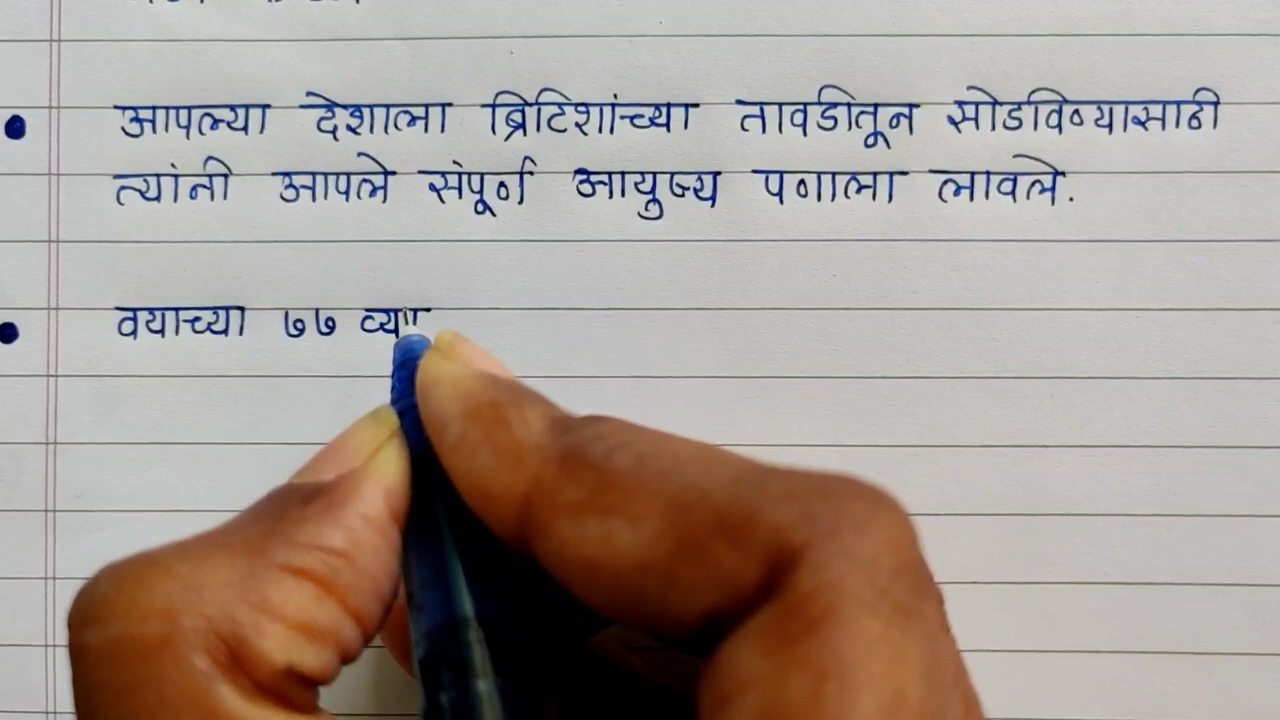 आपल्या देशाला ब्रिटिशांच्या तावडीतून सोडविण्यासाठी
त्यांनी आपले संपूर्ण आयुष्य पणाला लावले.
वयाच्या ७७ व्या